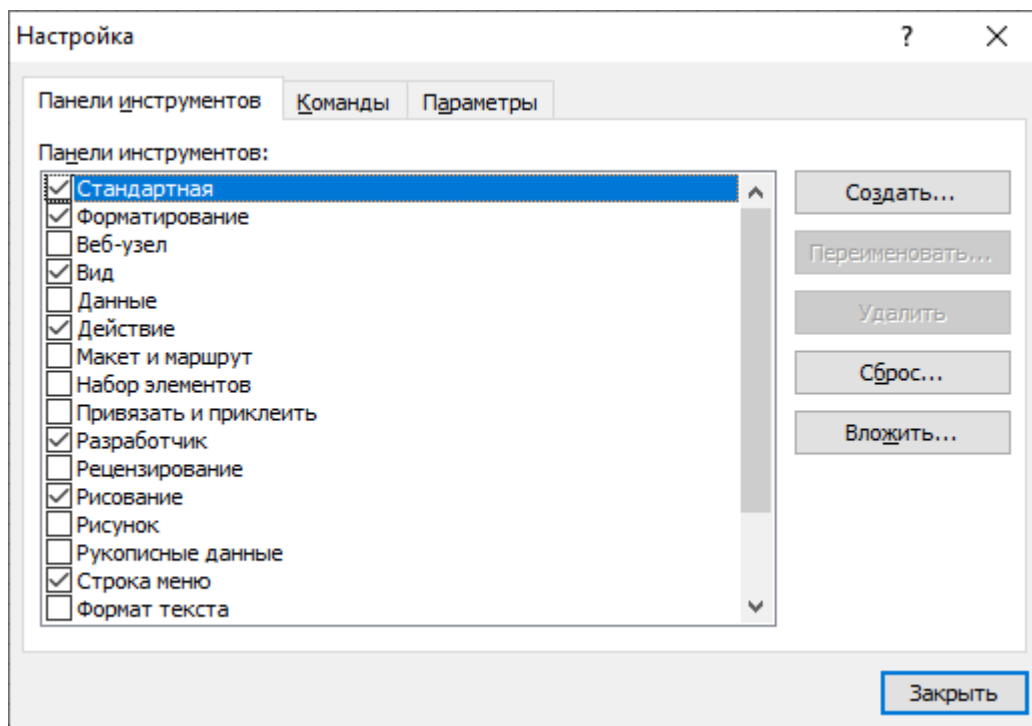 Настройка
Панели инструментов
Команды
Параметры
Панели инструментов:
Стандартная
Форматирование
Веб-узел
Вид
Данные
Действие
Макет и маршрут
Набор элементов
Привязать и приклеить
Разработчик
Рецензирование
Рисование
Рисунок
Рукописные данные
Строка меню
Формат текста
Создать...
Переименовать...
Удалить
Сброс...
Вложить...
Закрыть